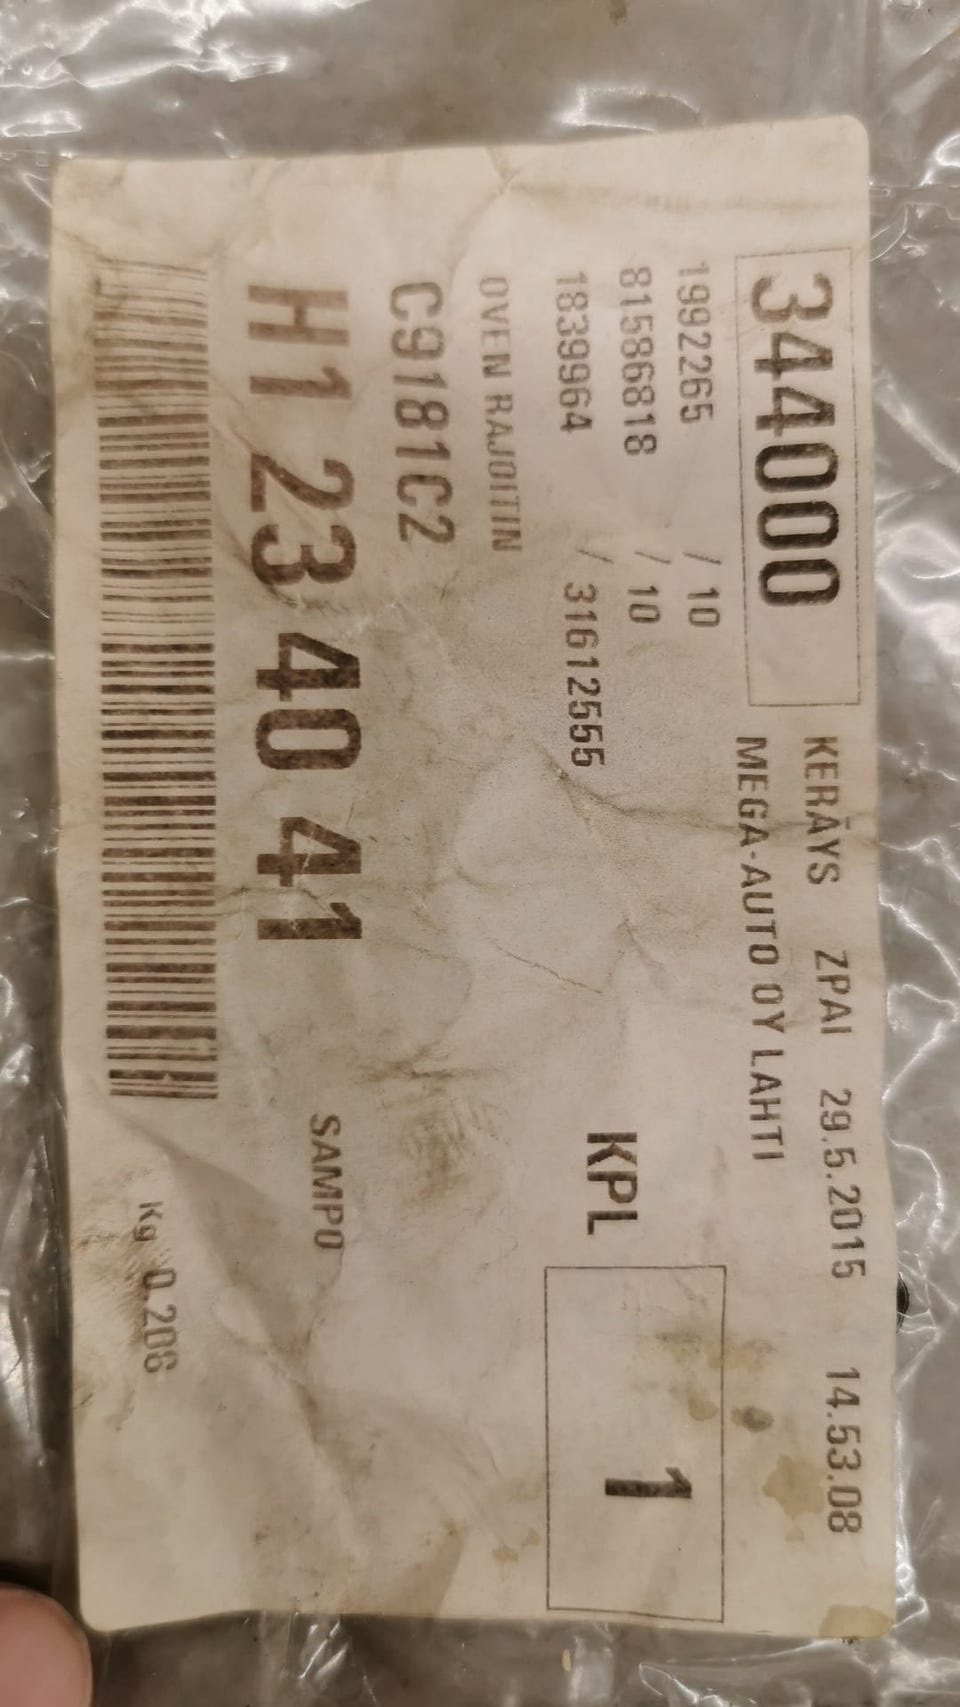 34400 KERÄYS ZPAI 29.5.2015 14.53.08
MEGA-AUTO OY LAHTI
1992265 / 10
81586818 / 10
1839964 / 31612555 KPL 1
OVEN RAJOITIN
C9181C2
H1 23 40 41 SAMPO
Kg 0.206